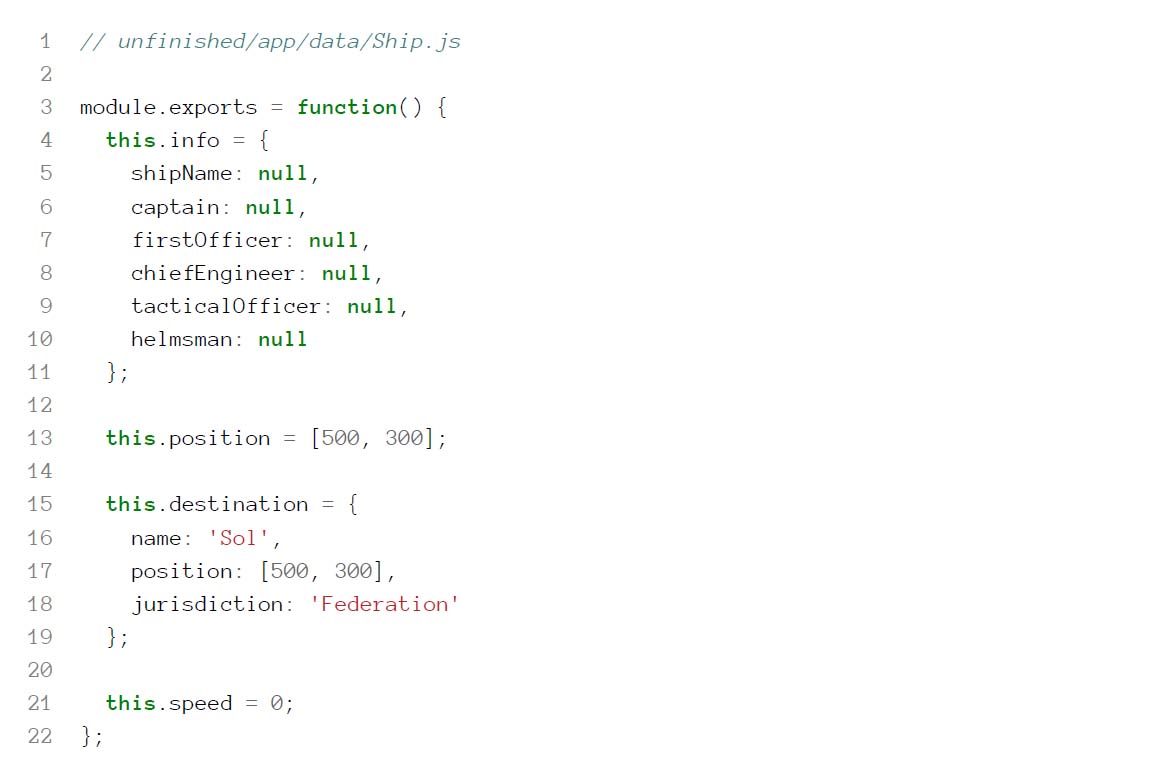 1 // unfinished/app/data/Ship.js
2
3 module.exports = function() {
4   this.info = {
5     shipName: null,
6     captain: null,
7     firstOfficer: null,
8     chiefEngineer: null,
9     tacticalOfficer: null,
10     helmsman: null
11   };
12
13   this.position = [500, 300];
14
15   this.destination = {
16     name: 'Sol',
17     position: [500, 300],
18     jurisdiction: 'Federation'
19   };
20
21   this.speed = 0;
22 };